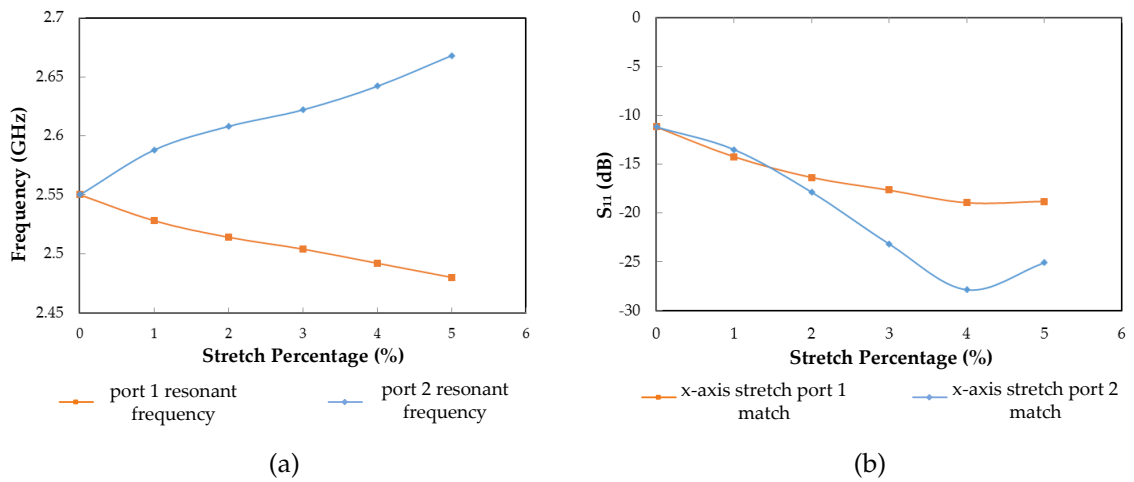 2.7
2.65
2.6
2.55
2.5
2.45
Frequency (GHz)
0 1 2 3 4 5 6
Stretch Percentage (%)
port 1 resonant
frequency
port 2 resonant
frequency
(a)
0
-5
-10
-15
-20
-25
-30
S₁₁ (dB)
0 1 2 3 4 5 6
Stretch Percentage (%)
x-axis stretch port 1
match
x-axis stretch port 2
match
(b)